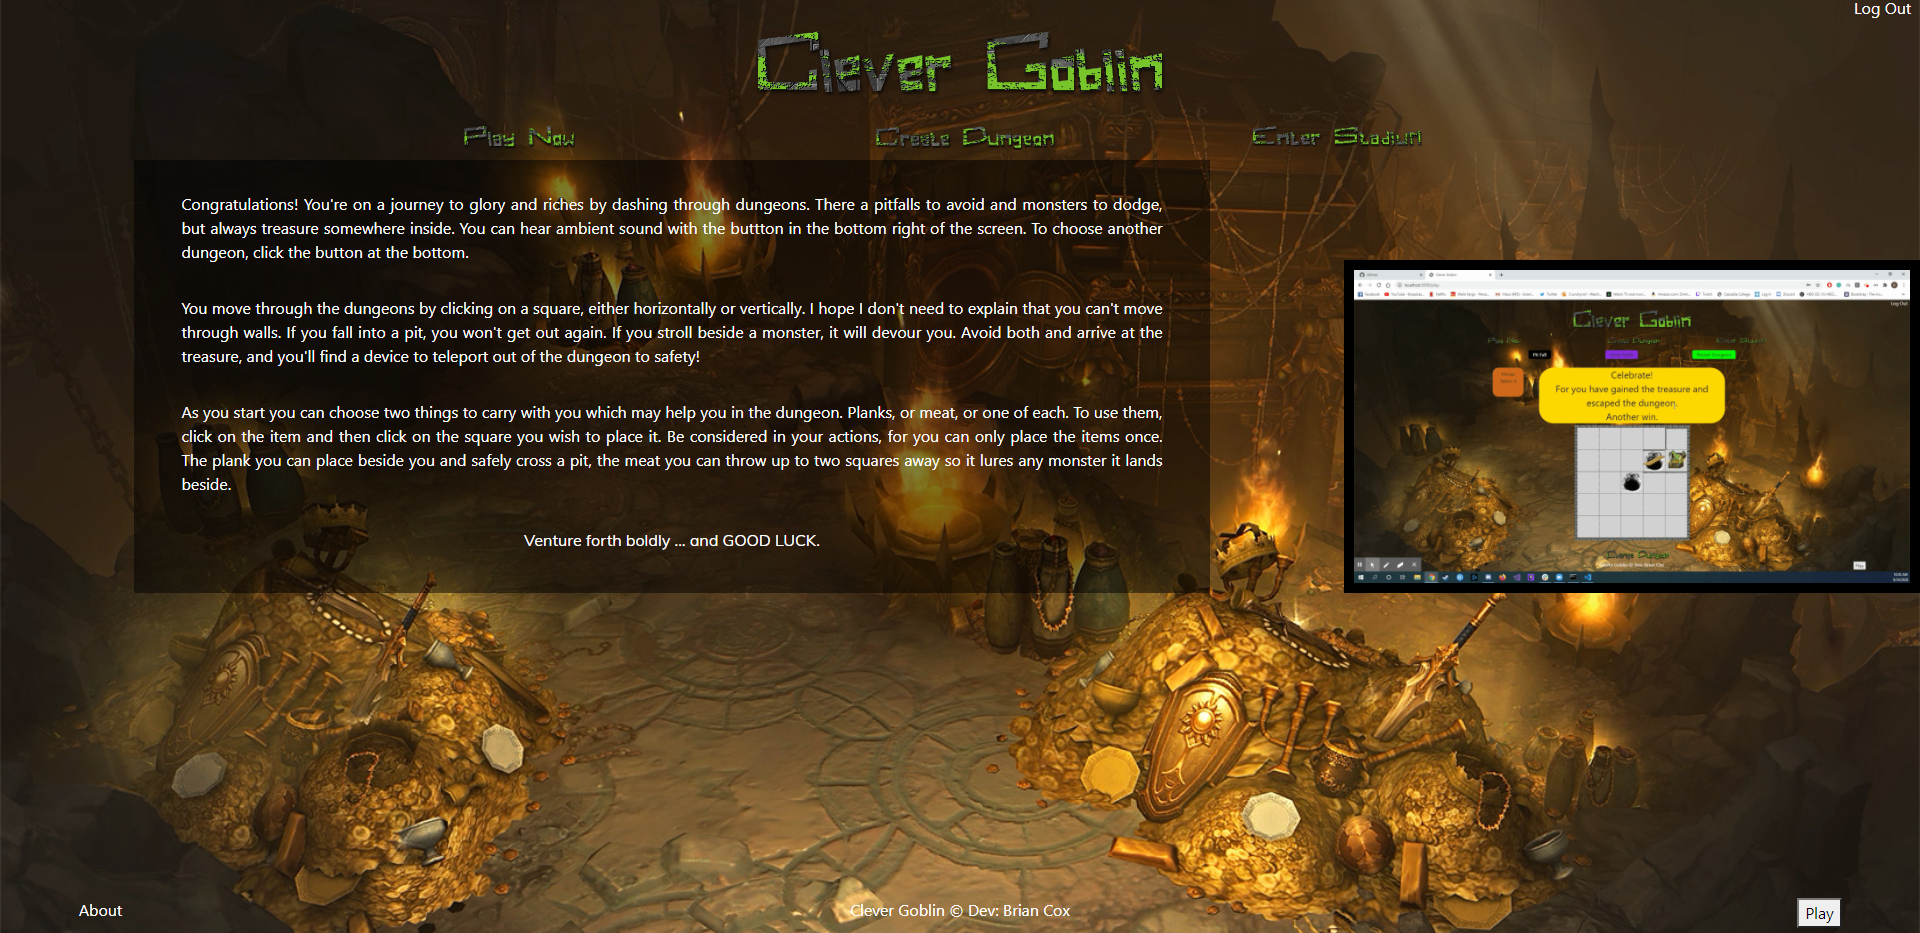 Log Out
Clever Goblin
Play Now
Create Dungeon
Enter Stadium
Congratulations! You're on a journey to glory and riches by dashing through dungeons. There a pitfalls to avoid and monsters to dodge,
but always treasure somewhere inside. You can hear ambient sound with the buttton in the bottom right of the screen. To choose another
dungeon, click the button at the bottom.
You move through the dungeons by clicking on a square, either horizontally or vertically. I hope I don't need to explain that you can't move
through walls. If you fall into a pit, you won't get out again. If you stroll beside a monster, it will devour you. Avoid both and arrive at the
treasure, and you'll find a device to teleport out of the dungeon to safety!
As you start you can choose two things to carry with you which may help you in the dungeon. Planks, or meat, or one of each. To use them,
click on the item and then click on the square you wish to place it. Be considered in your actions, for you can only place the items once.
The plank you can place beside you and safely cross a pit, the meat you can throw up to two squares away so it lures any monster it lands
beside.
Venture forth boldly ... and GOOD LUCK.
Log Out
Clever Goblin
Celebrate!
For you have gained the treasure and
escaped the dungeon.
Another win.
Play
About
Clever Goblin © Dev: Brian Cox
Play